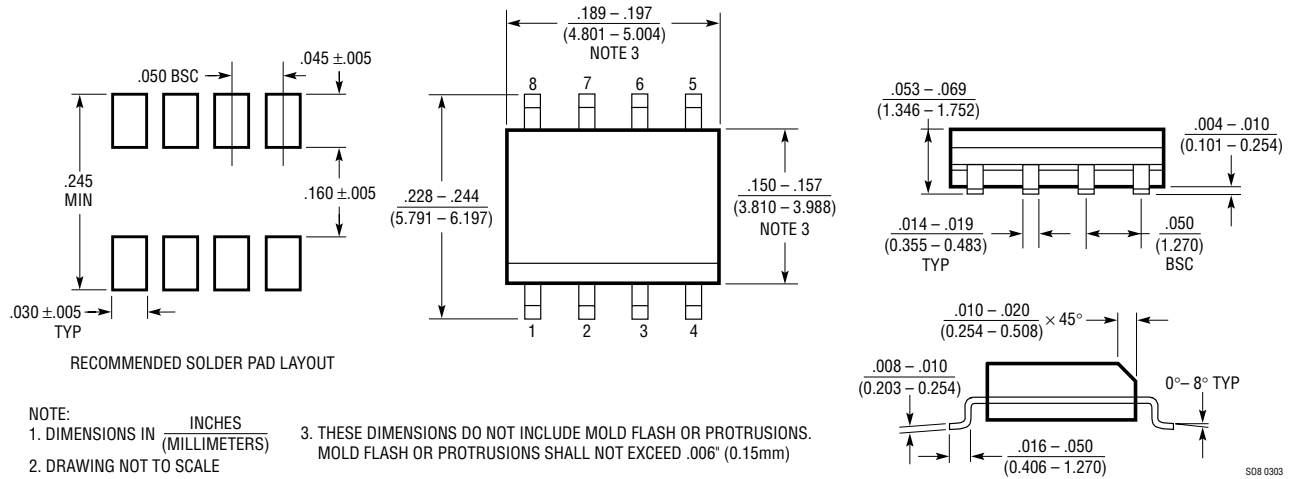 .050 BSC
.045 ±.005
.245
MIN
.160 ±.005
.030 ±.005
TYP
RECOMMENDED SOLDER PAD LAYOUT
.189 – .197
(4.801 – 5.004)
NOTE 3
8
7
6
5
.228 – .244
(5.791 – 6.197)
.150 – .157
(3.810 – 3.988)
NOTE 3
1
2
3
4
.053 – .069
(1.346 – 1.752)
.004 – .010
(0.101 – 0.254)
.014 – .019
(0.355 – 0.483)
TYP
.050
(1.270)
BSC
.010 – .020
(0.254 – 0.508)
× 45°
.008 – .010
(0.203 – 0.254)
0°– 8° TYP
.016 – .050
(0.406 – 1.270)
NOTE:
1. DIMENSIONS IN
INCHES
(MILLIMETERS)
2. DRAWING NOT TO SCALE
3. THESE DIMENSIONS DO NOT INCLUDE MOLD FLASH OR PROTRUSIONS.
MOLD FLASH OR PROTRUSIONS SHALL NOT EXCEED .006" (0.15mm)
SO8 0303